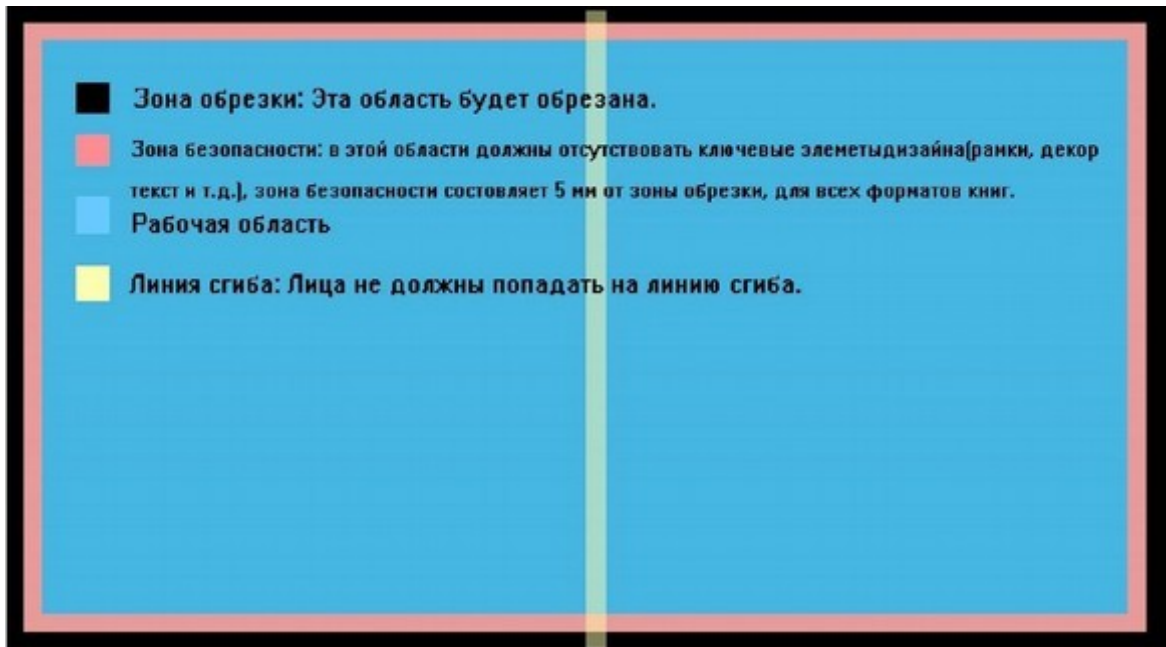 Зона обрезки: Эта область будет обрезана.
Зона безопасности: в этой области должны отсутствовать ключевые элеметыдизайна(рамки, декор
текст и т.д.), зона безопасности состовляет 5 мм от зоны обрезки, для всех форматов книг.
Рабочая область
Линия сгиба: Лица не должны попадать на линию сгиба.